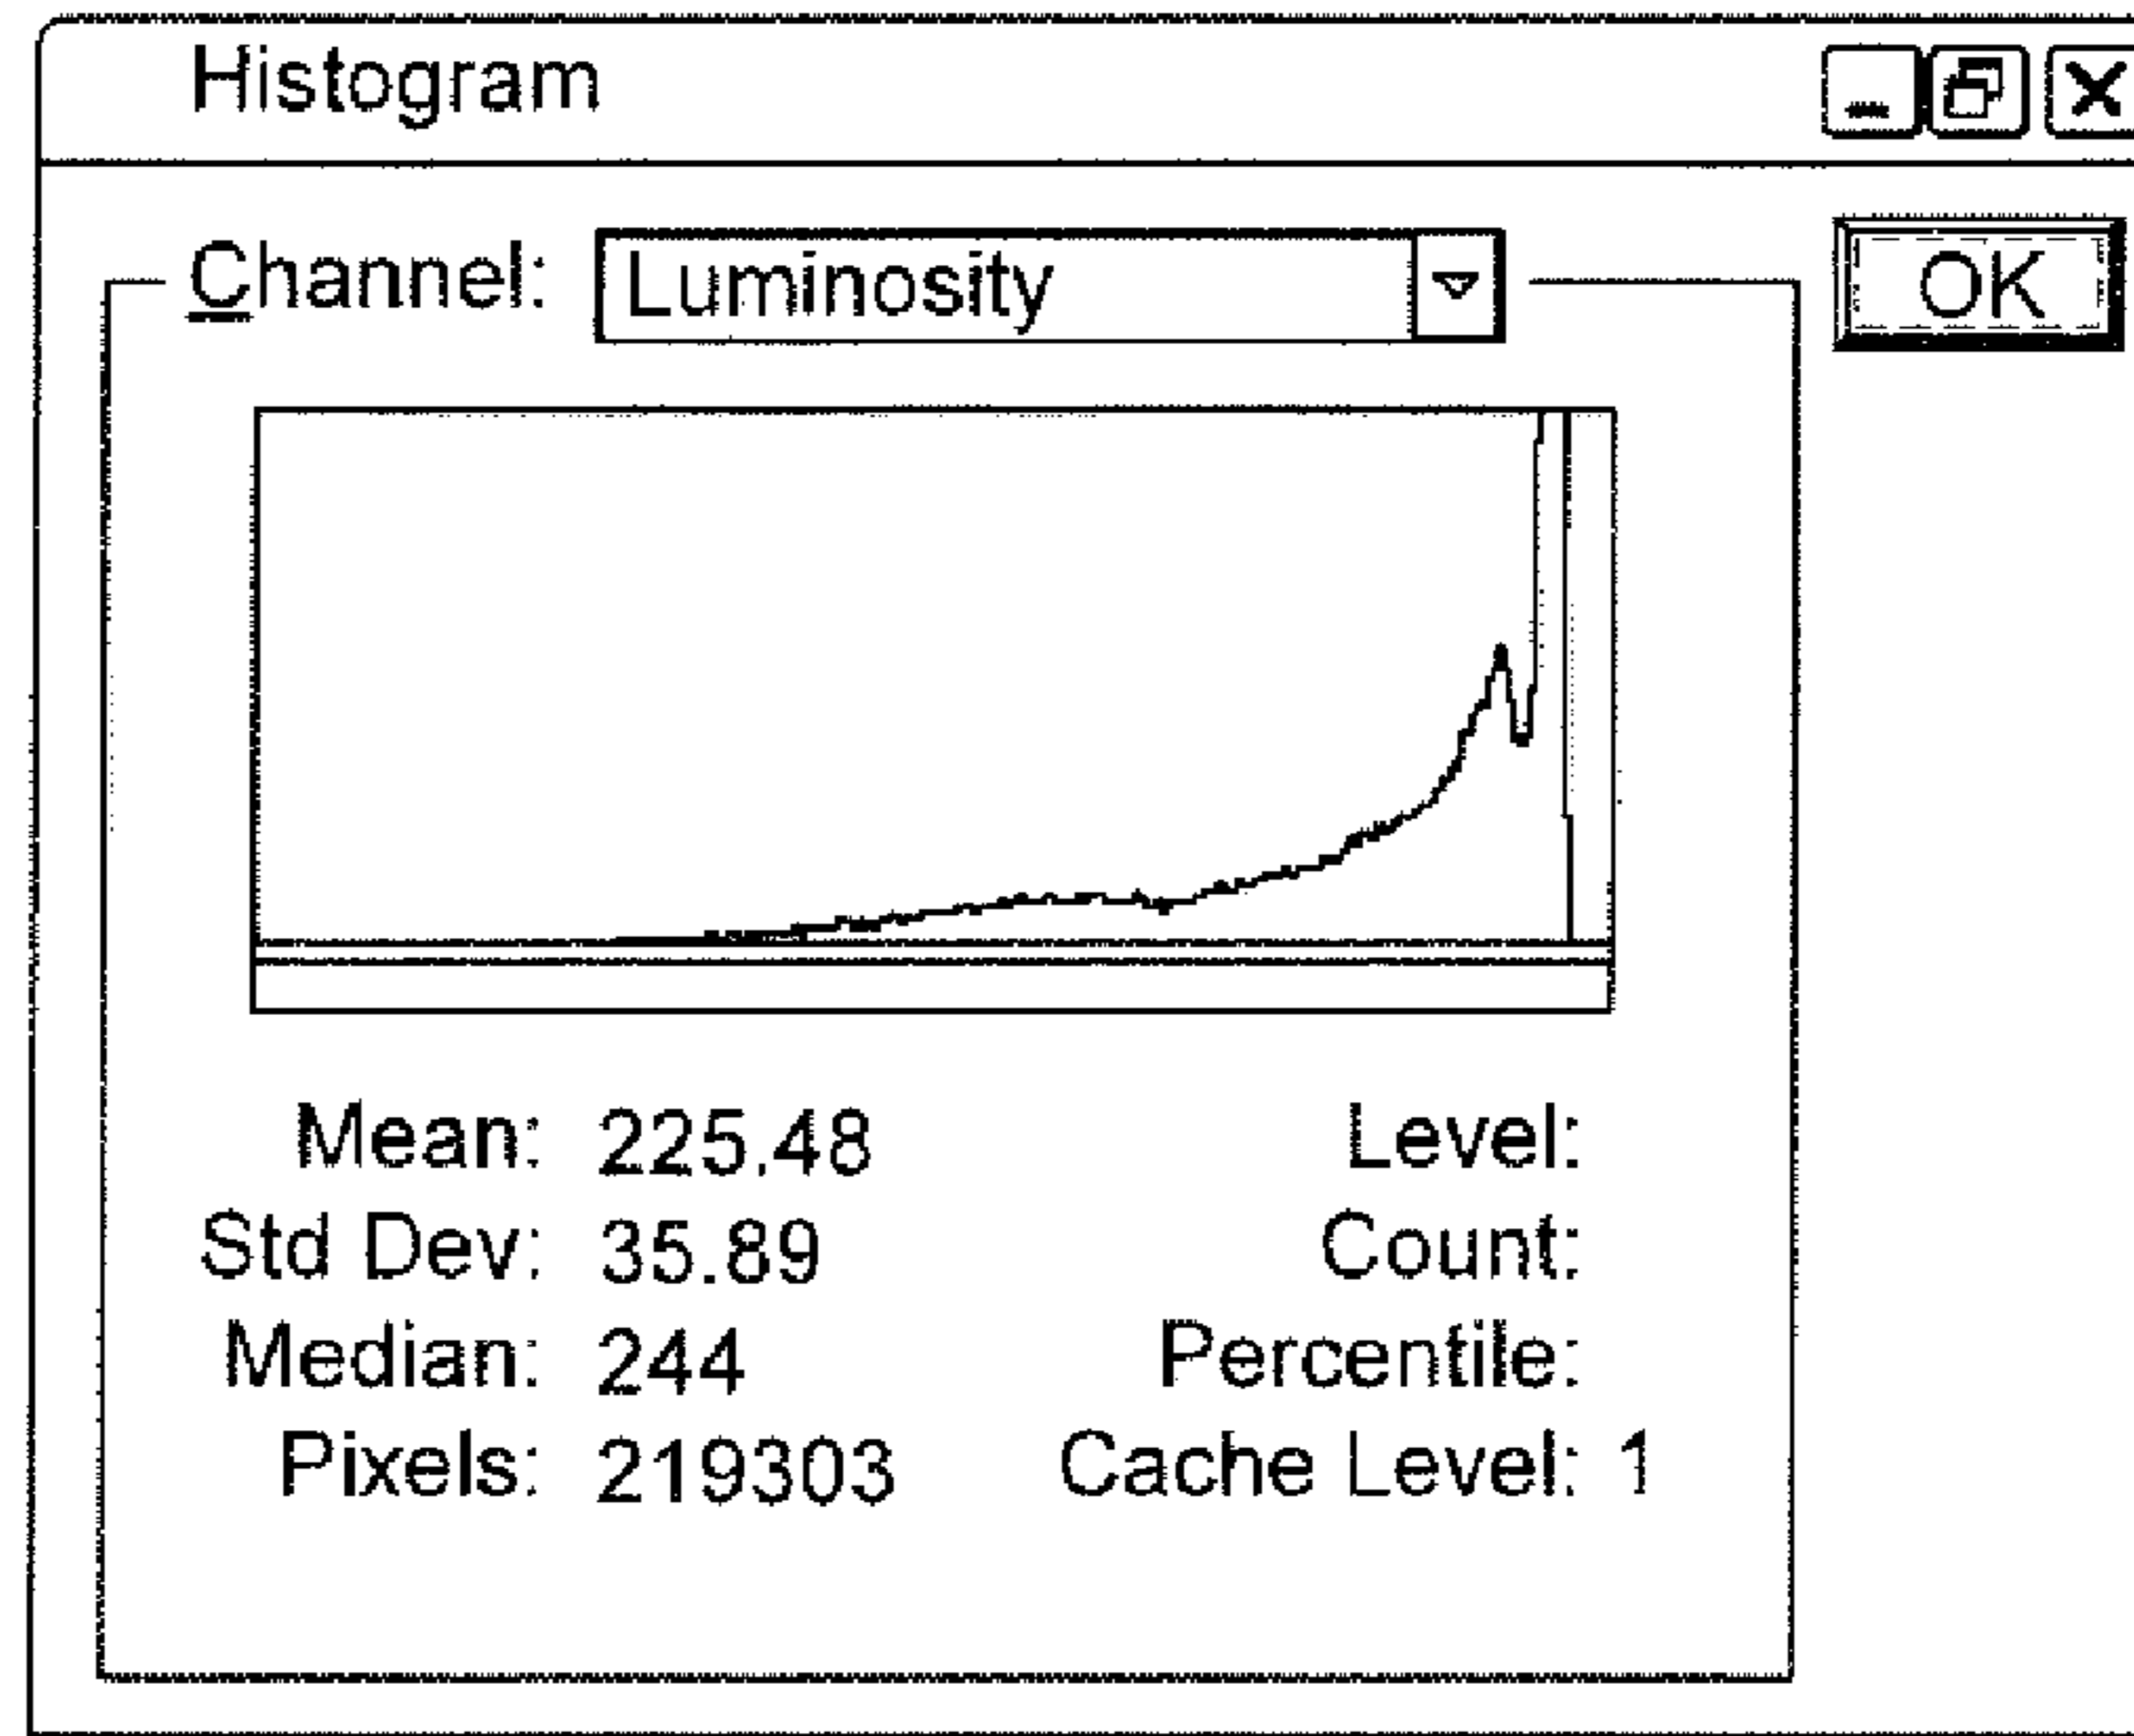 Histogram
Channel: Luminosity
OK
Mean: 225.48 Level:
Std Dev: 35.89 Count:
Median: 244 Percentile:
Pixels: 219303 Cache Level: 1